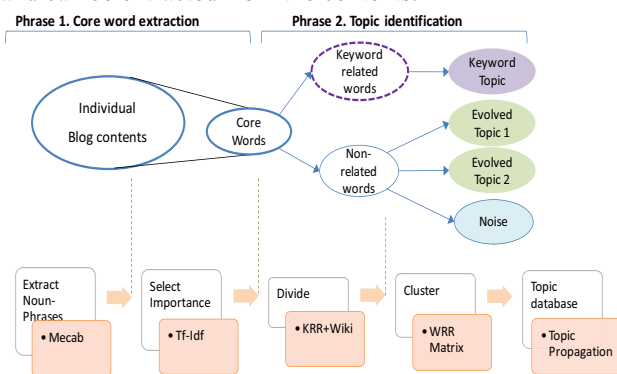 Phrase 1. Core word extraction
Phrase 2. Topic identification
Individual
Blog contents
Core
Words
Keyword
related
words
Non-
related
words
Keyword
Topic
Evolved
Topic 1
Evolved
Topic 2
Noise
Extract
Noun-
Phrases
• Mecab
Select
Importance
• Tf-Idf
Divide
• KRR+Wiki
Cluster
• WRR
Matrix
Topic
database
• Topic
Propagation